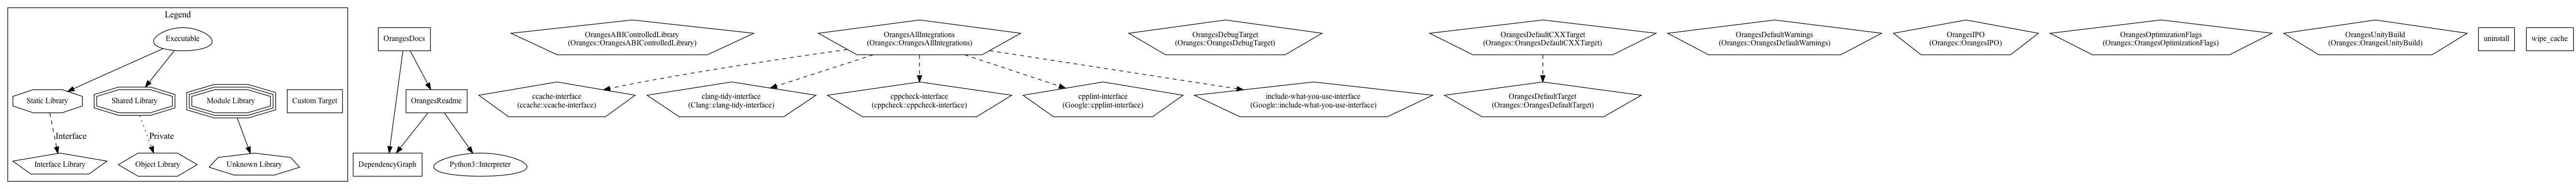 Legend
Executable
Static Library
Shared Library
Module Library
Custom Target
Interface
Private
Interface Library
Object Library
Unknown Library
OrangesDocs
OrangesReadme
DependencyGraph
Python3::Interpreter
OrangesABIControlledLibrary
(Oranges::OrangesABIControlledLibrary)
OrangesAllIntegrations
(Oranges::OrangesAllIntegrations)
ccache-interface
(ccache::ccache-interface)
clang-tidy-interface
(Clang::clang-tidy-interface)
cppcheck-interface
(cppcheck::cppcheck-interface)
cpplint-interface
(Google::cpplint-interface)
include-what-you-use-interface
(Google::include-what-you-use-interface)
OrangesDebugTarget
(Oranges::OrangesDebugTarget)
OrangesDefaultCXXTarget
(Oranges::OrangesDefaultCXXTarget)
OrangesDefaultTarget
(Oranges::OrangesDefaultTarget)
OrangesDefaultWarnings
(Oranges::OrangesDefaultWarnings)
OrangesIPO
(Oranges::OrangesIPO)
OrangesOptimizationFlags
(Oranges::OrangesOptimizationFlags)
OrangesUnityBuild
(Oranges::OrangesUnityBuild)
uninstall
wipe_cache